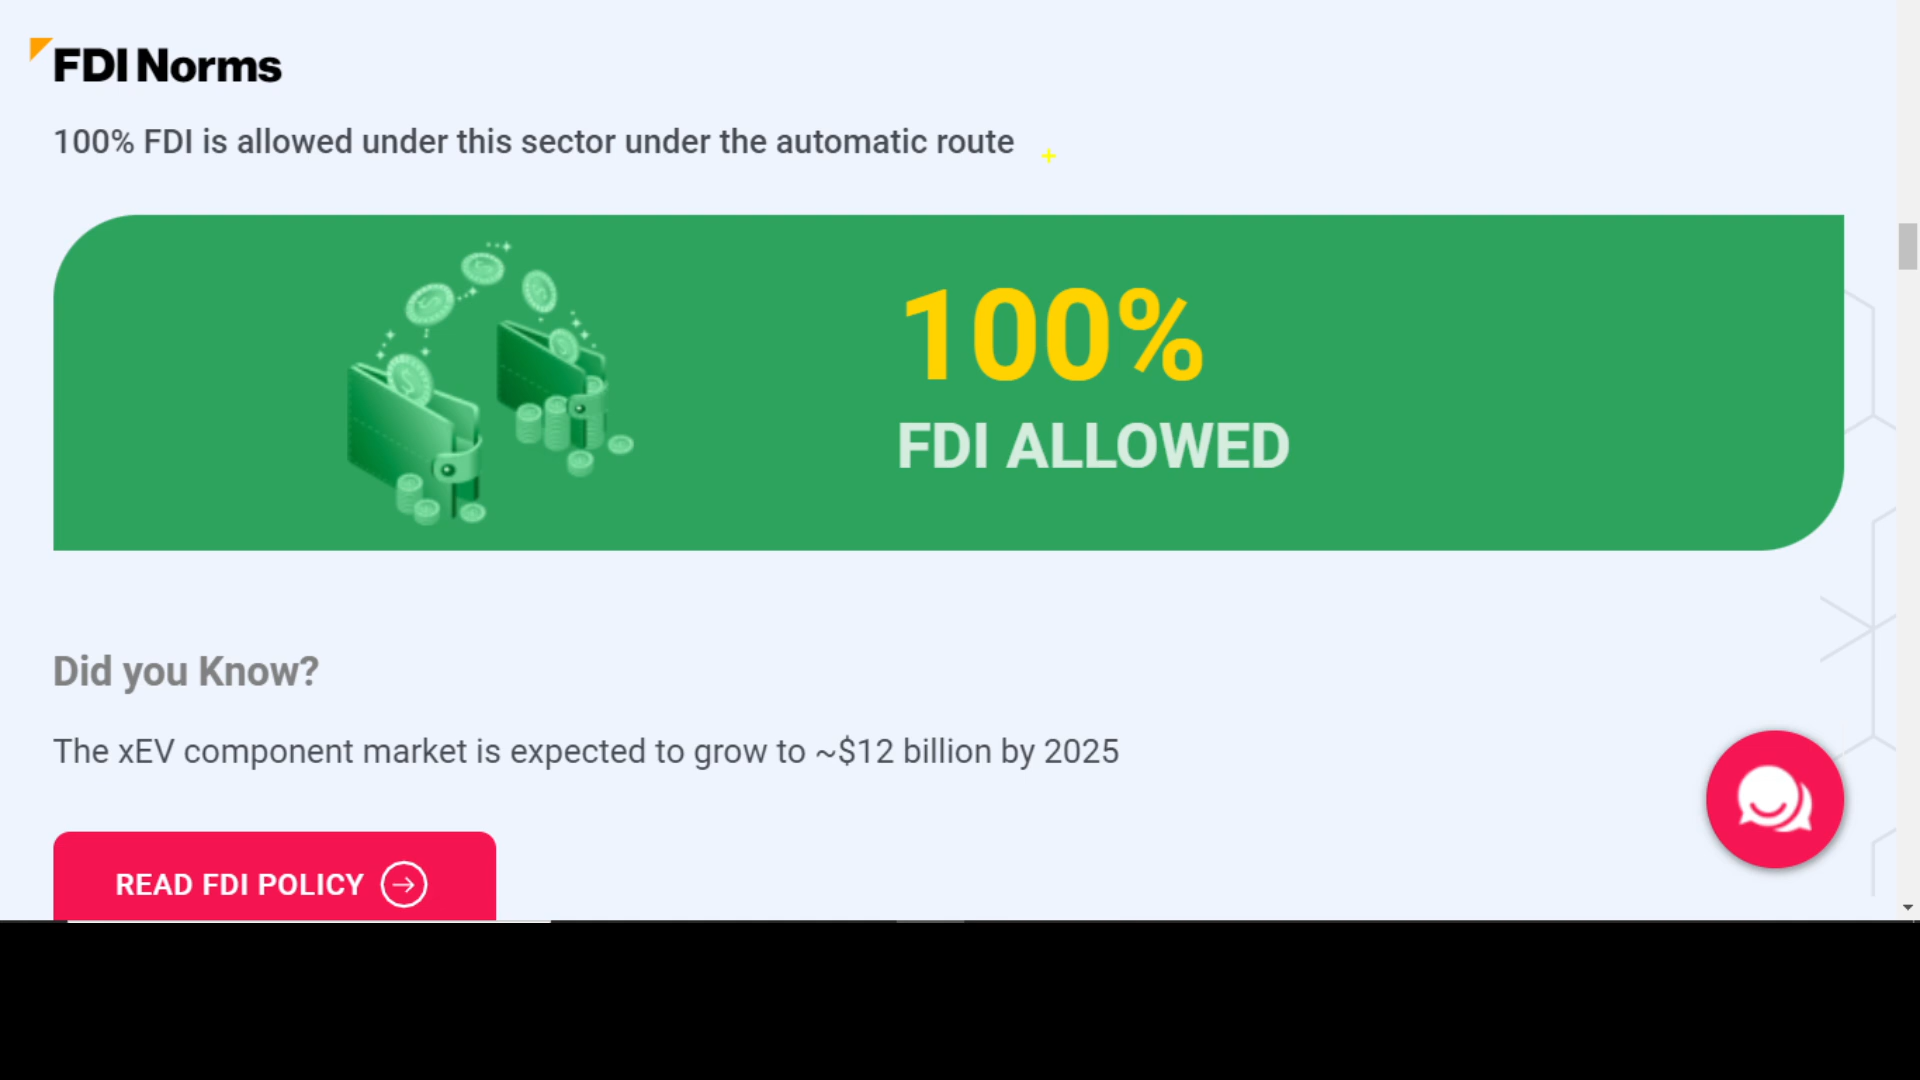 FDI Norms
100% FDI is allowed under this sector under the automatic route
100%
FDI ALLOWED
Did you Know?
The xEV component market is expected to grow to ~$12 billion by 2025
READ FDI POLICY